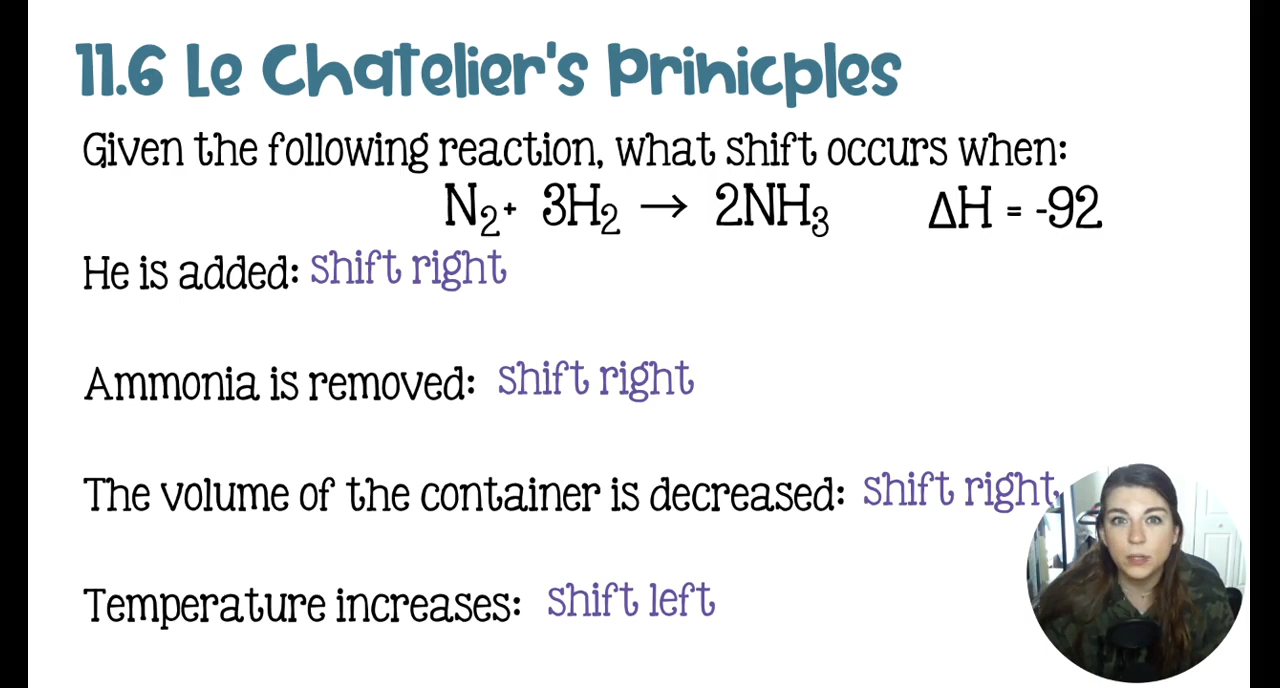 11.6 Le Chatelier's Prinicples
Given the following reaction, what shift occurs when:
N₂+ 3H₂ → 2NH₃ ΔH = -92
He is added: shift right
Ammonia is removed: shift right
The volume of the container is decreased: shift right
Temperature increases: shift left